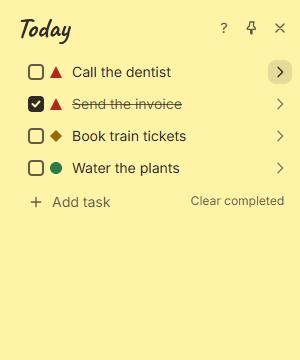 Today ?
Call the dentist
Send the invoice
Book train tickets
Water the plants
+ Add task Clear completed